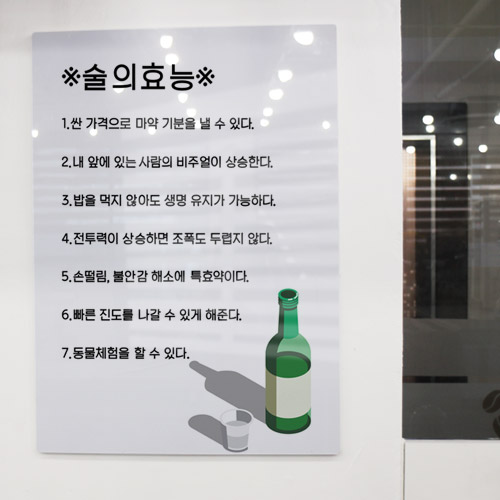 ※술의효능※
1.싼 가격으로 마약 기분을 낼 수 있다.
2.내 앞에 있는 사람의 비주얼이 상승한다.
3.밥을 먹지 않아도 생명 유지가 가능하다.
4.전투력이 상승하면 조폭도 두렵지 않다.
5.손떨림, 불안감 해소에 특효약이다.
6.빠른 진도를 나갈 수 있게 해준다.
7.동물체험을 할 수 있다.